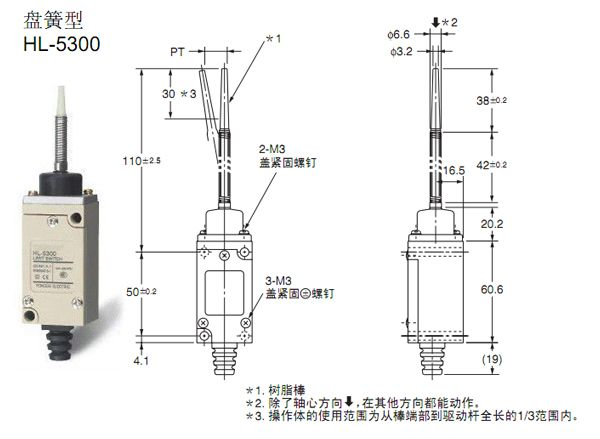 盘簧型
HL-5300
PT
*1
*2
φ6.6
φ3.2
30 *3
38±0.2
110±2.5
2-M3
盖紧固螺钉
42±0.2
16.5
20.2
HL-5300
LIMIT SWITCH
3-M3
盖紧固㊉螺钉
50±0.2
60.6
4.1
(19)
*1. 树脂棒
*2. 除了轴心方向⬇,在其他方向都能动作。
*3. 操作体的使用范围为从棒端部到驱动杆全长的1/3范围内。